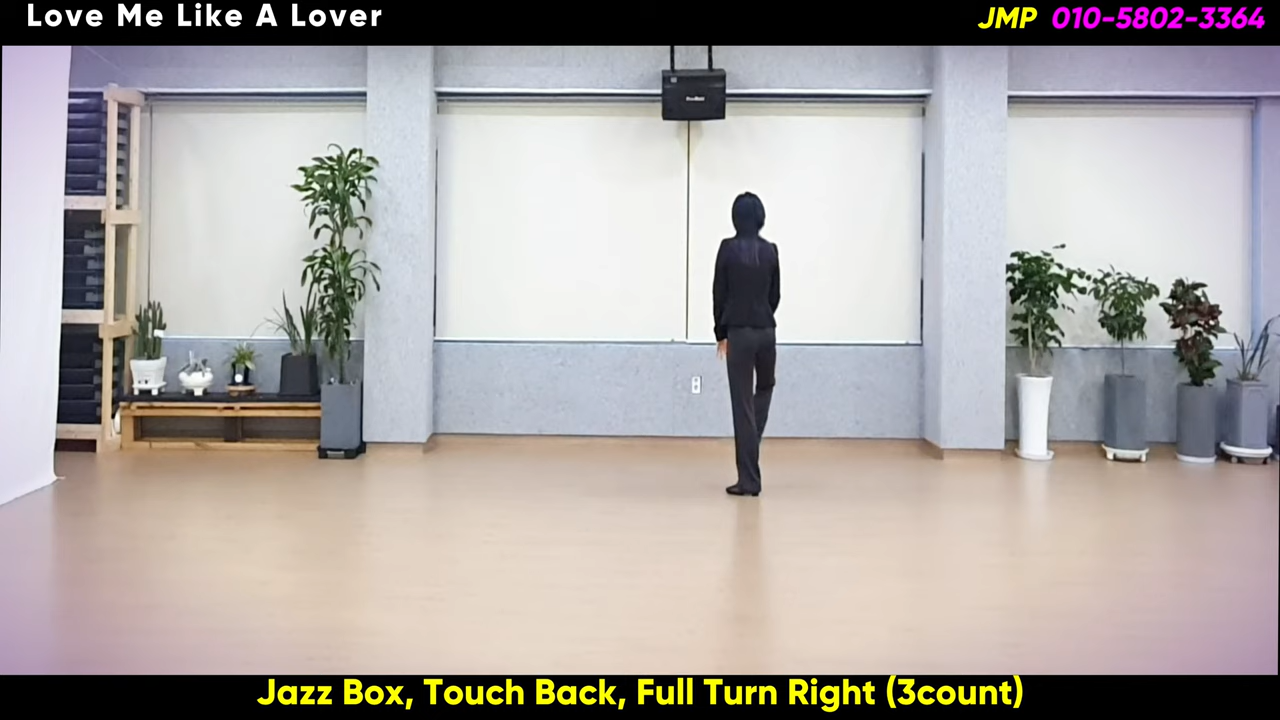 Love Me Like A Lover
JMP 010-5802-3364
Jazz Box, Touch Back, Full Turn Right (3count)